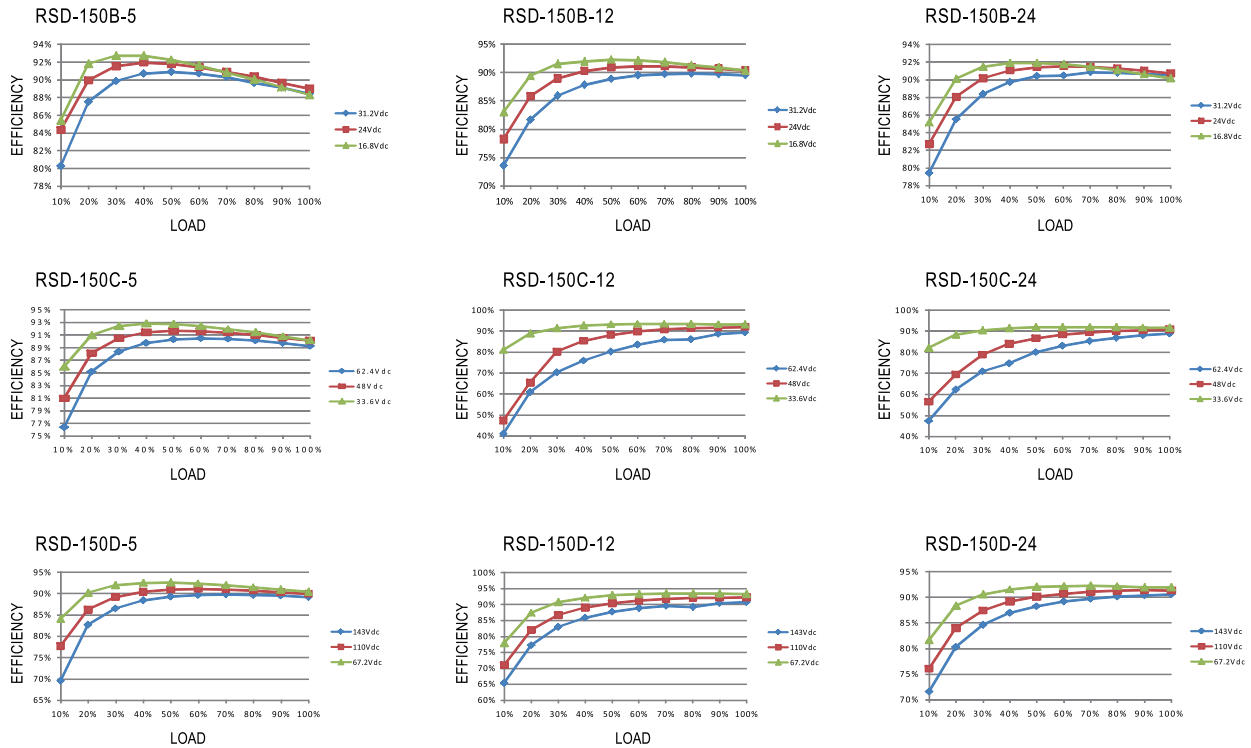 RSD-150B-5
94%
92%
90%
88%
86%
84%
82%
80%
78%
10% 20% 30% 40% 50% 60% 70% 80% 90% 100%
EFFICIENCY
LOAD
31.2Vdc
24Vdc
16.8Vdc
RSD-150B-12
95%
90%
85%
80%
75%
70%
10% 20% 30% 40% 50% 60% 70% 80% 80% 100%
EFFICIENCY
LOAD
31.2Vdc
24Vdc
16.8Vdc
RSD-150B-24
94%
92%
90%
88%
86%
84%
82%
80%
78%
10% 20% 30% 40% 50% 60% 70% 80% 90% 100%
EFFICIENCY
LOAD
31.2Vdc
24Vdc
16.8Vdc
RSD-150C-5
95%
93%
91%
89%
87%
85%
83%
81%
79%
77%
75%
10% 20% 30% 40% 50% 60% 70% 80% 90% 100%
EFFICIENCY
LOAD
62.4Vdc
48Vdc
33.6Vdc
RSD-150C-12
100%
90%
80%
70%
60%
50%
40%
10% 20% 30% 40% 50% 60% 70% 80% 90% 100%
EFFICIENCY
LOAD
62.4Vdc
48Vdc
33.6Vdc
RSD-150C-24
100%
90%
80%
70%
60%
50%
40%
10% 20% 30% 40% 50% 60% 70% 80% 90% 100%
EFFICIENCY
LOAD
62.4Vdc
48Vdc
33.6Vdc
RSD-150D-5
95%
90%
85%
80%
75%
70%
65%
10% 20% 30% 40% 50% 60% 70% 80% 90% 100%
EFFICIENCY
LOAD
143Vdc
110Vdc
67.2Vdc
RSD-150D-12
100%
95%
90%
85%
80%
75%
70%
65%
60%
10% 20% 30% 40% 50% 60% 70% 80% 90% 100%
EFFICIENCY
LOAD
143Vdc
110Vdc
67.2Vdc
RSD-150D-24
95%
90%
85%
80%
75%
70%
10% 20% 30% 40% 50% 60% 70% 80% 90% 100%
EFFICIENCY
LOAD
143Vdc
110Vdc
67.2Vdc